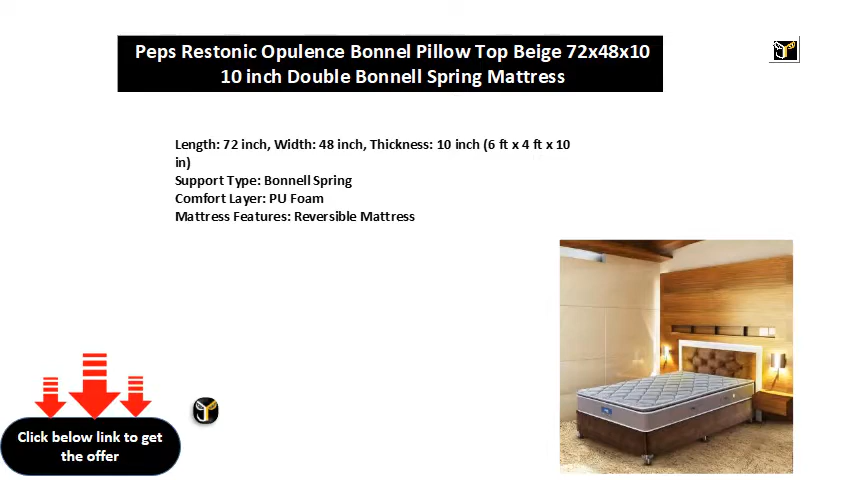 Peps Restonic Opulence Bonnel Pillow Top Beige 72x48x10
10 inch Double Bonnell Spring Mattress
Length: 72 inch, Width: 48 inch, Thickness: 10 inch (6 ft x 4 ft x 10
in)
Support Type: Bonnell Spring
Comfort Layer: PU Foam
Mattress Features: Reversible Mattress
Click below link to get
the offer